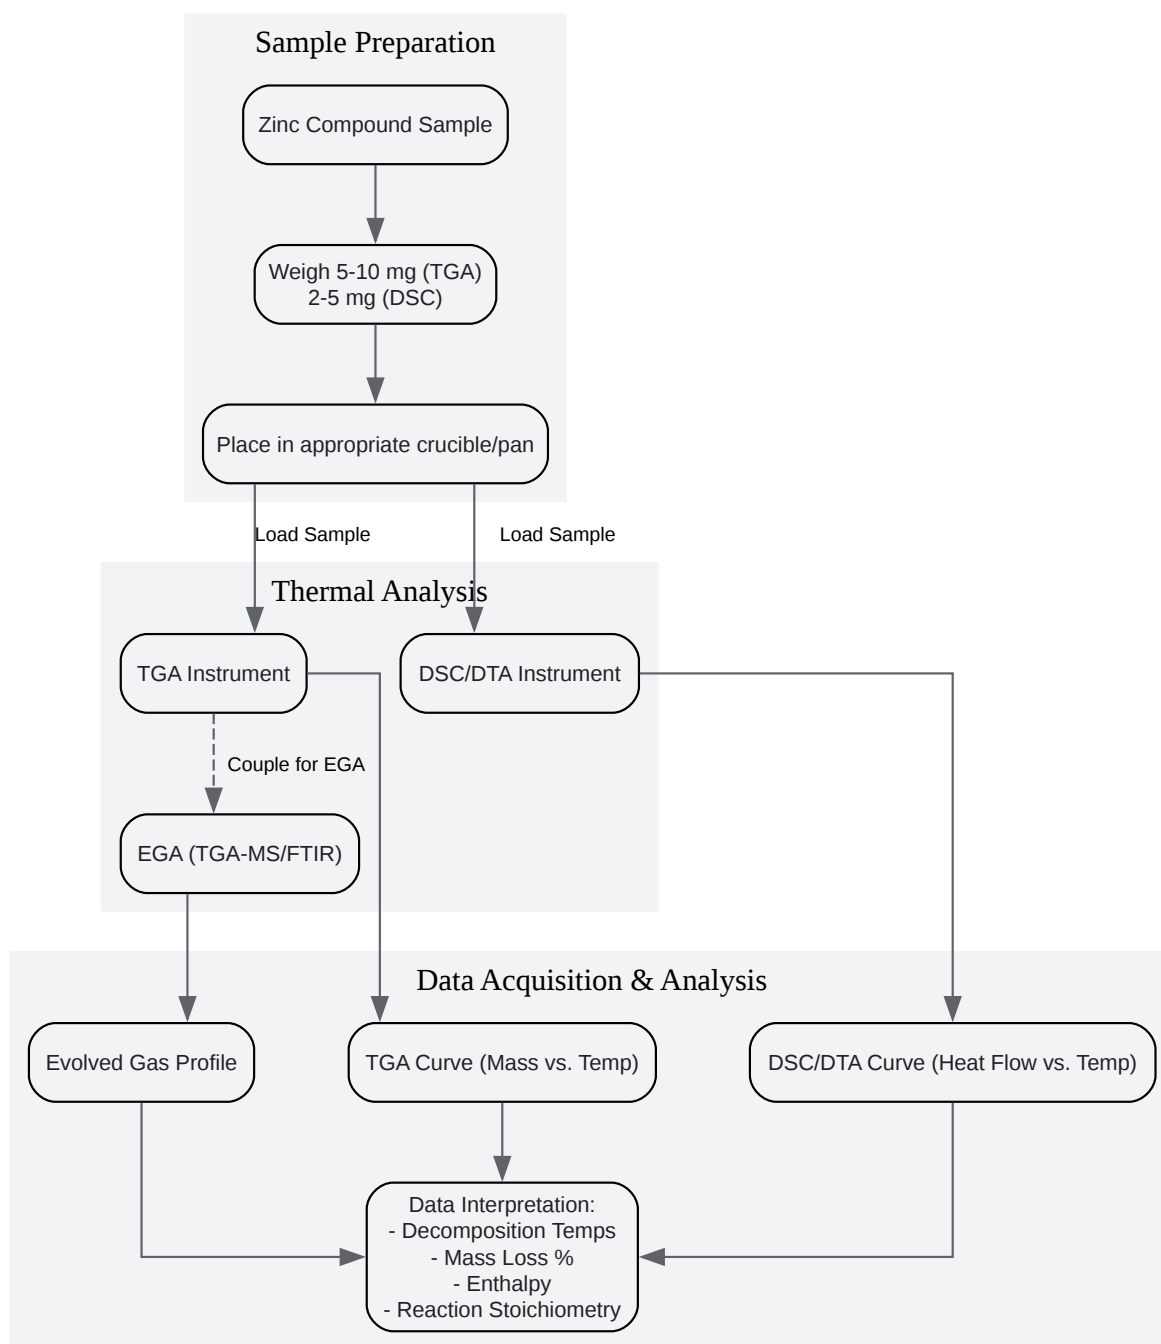 Sample Preparation
Zinc Compound Sample
Weigh 5-10 mg (TGA)
2-5 mg (DSC)
Place in appropriate crucible/pan
Load Sample
Load Sample
Thermal Analysis
TGA Instrument
DSC/DTA Instrument
Couple for EGA
EGA (TGA-MS/FTIR)
Data Acquisition & Analysis
Evolved Gas Profile
TGA Curve (Mass vs. Temp)
DSC/DTA Curve (Heat Flow vs. Temp)
Data Interpretation:
- Decomposition Temps
- Mass Loss %
- Enthalpy
- Reaction Stoichiometry